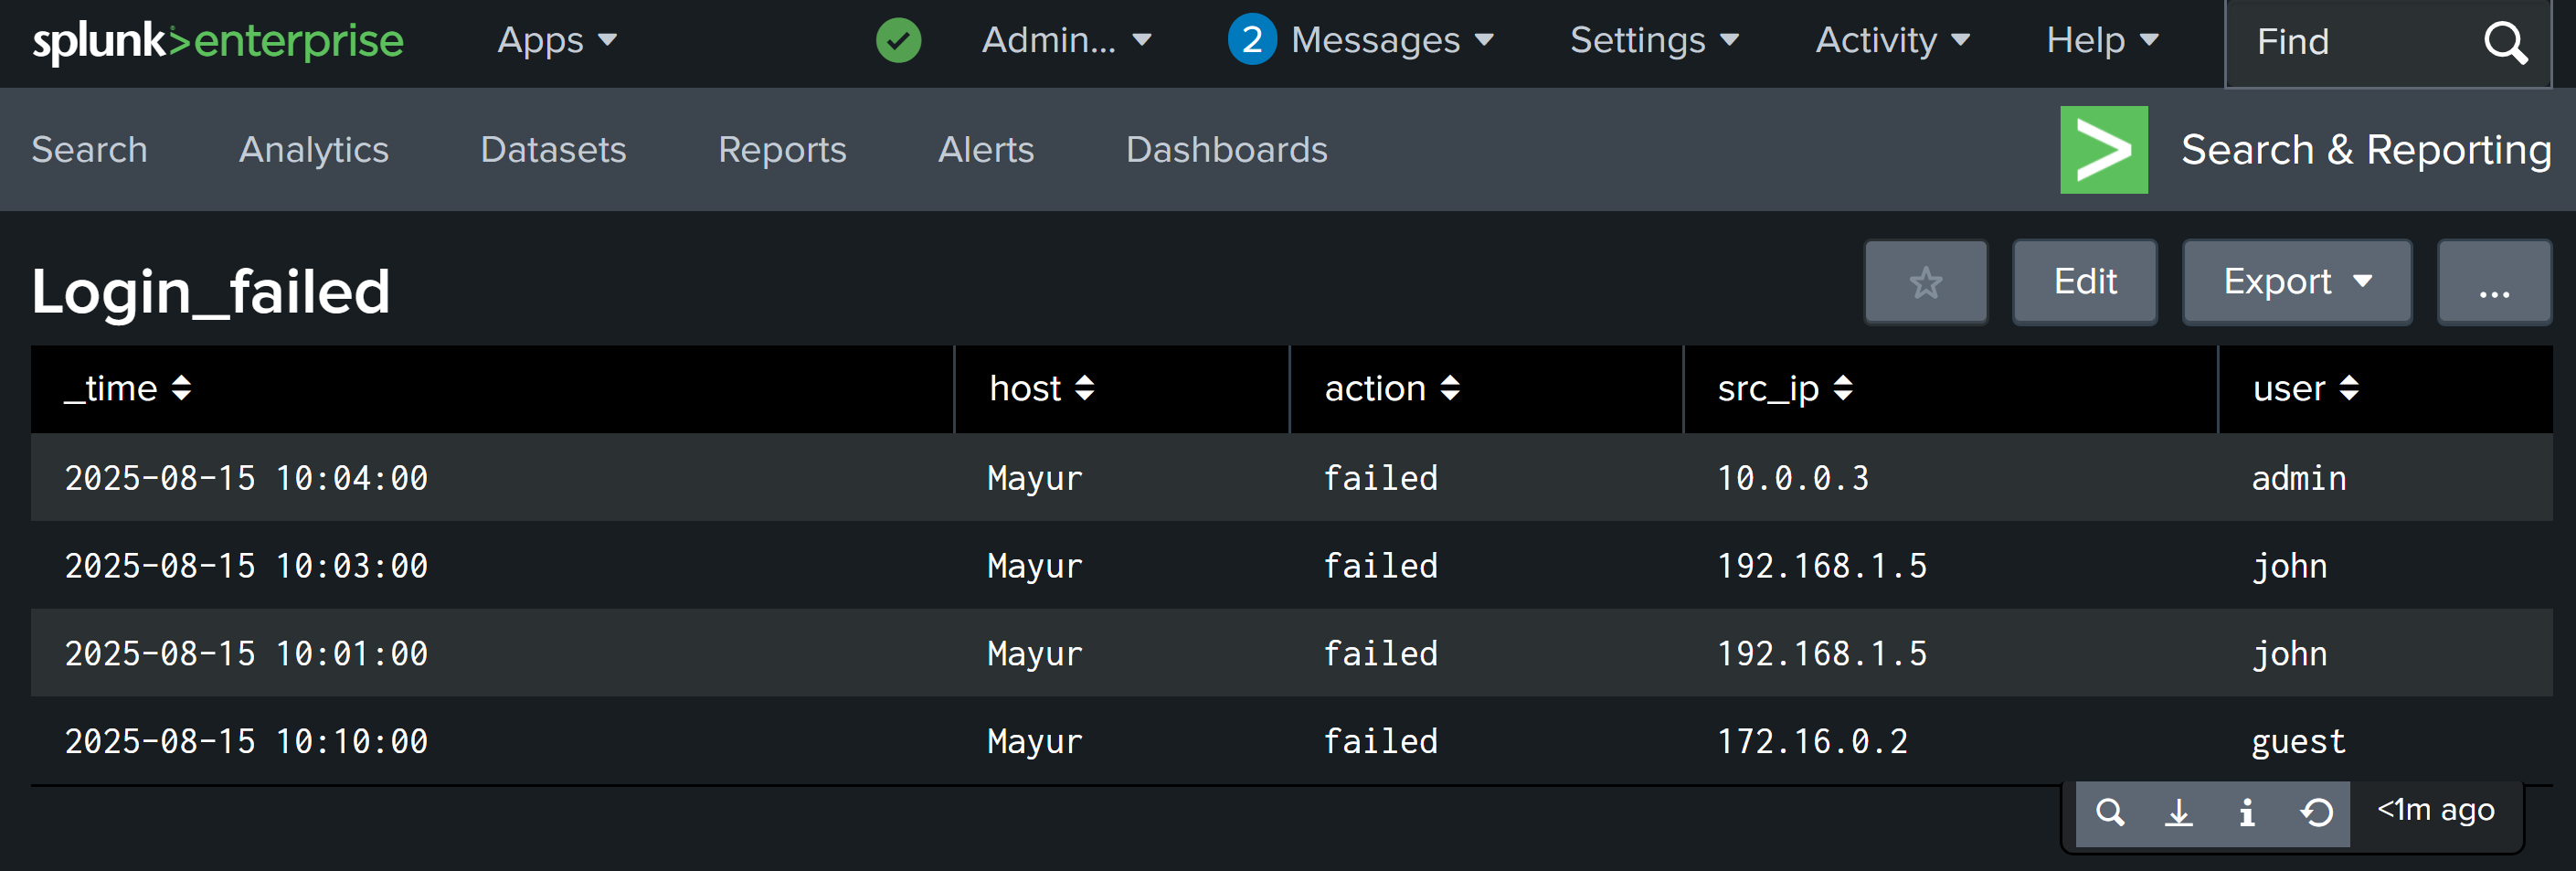 splunk>enterprise Apps Admin... 2 Messages Settings Activity Help Find
Search Analytics Datasets Reports Alerts Dashboards > Search & Reporting
Login_failed Edit Export ...
_time host action src_ip user
2025-08-15 10:04:00 Mayur failed 10.0.0.3 admin
2025-08-15 10:03:00 Mayur failed 192.168.1.5 john
2025-08-15 10:01:00 Mayur failed 192.168.1.5 john
2025-08-15 10:10:00 Mayur failed 172.16.0.2 guest
<1m ago